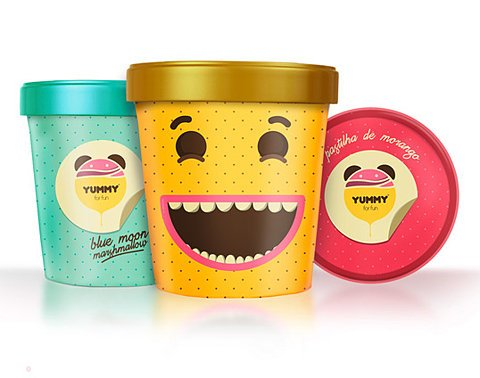 YUMMY
for fun
blue moon
marshmallow
pastilha de morango
YUMMY
for fun